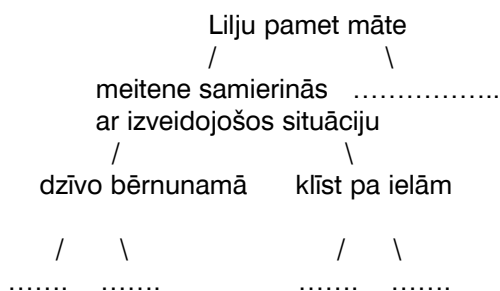 Lilju pamet māte
/ \
meitene samierinās ……………..
ar izveidojošos situāciju
/ \
dzīvo bērnunamā klīst pa ielām
/ \ / \
……. ……. ……. …….